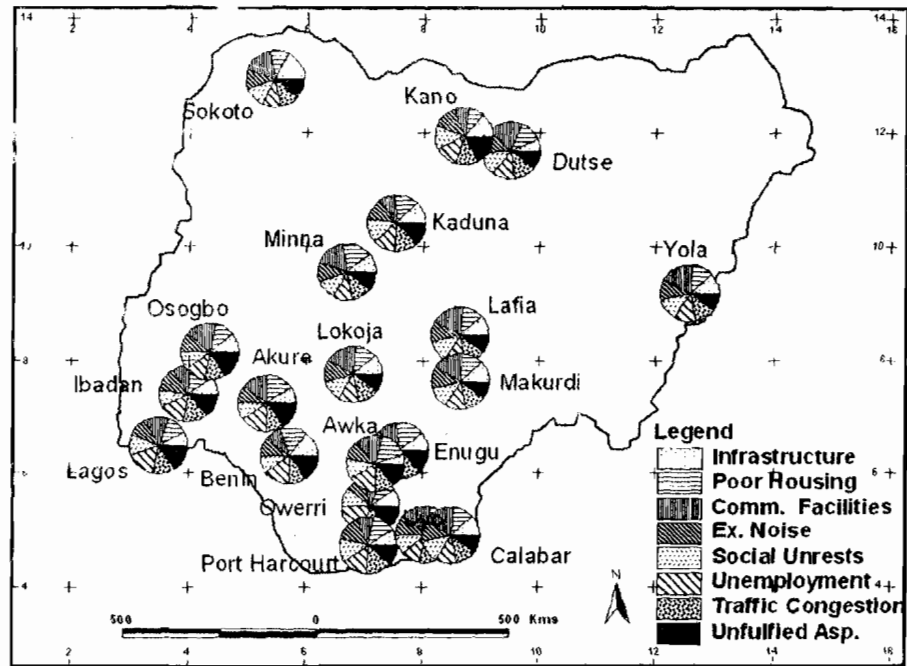 14 2 4 6 8 10 12 14
Sokoto
Kano
12 12
Dutse
Kaduna
Minna
10 10
Yola
Osogbo
Lafia
Lokoja
8
Akure
Ibadan
Makurdi
Awka
Enugu
Legend
Lagos
Benin
Infrastructure
6
Poor Housing
Owerri
Comm. Facilities
Ex. Noise
Social Unrests
Port Harcourt
Calabar
N
Unemployment
4 4
Traffic Congestion
500 0 500 Kms
Unfulfied Asp.
2 4 6 8 10 12 14 16